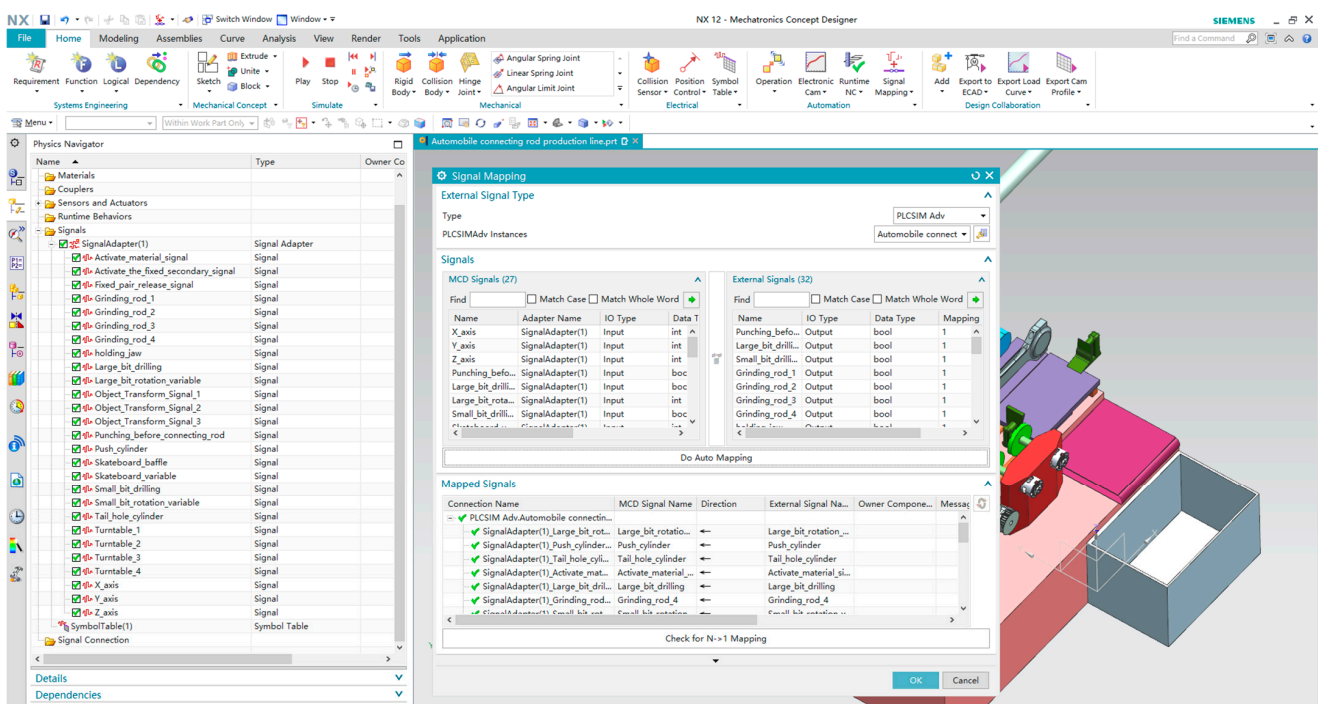 NX Switch Window Window NX 12 - Mechatronics Concept Designer SIEMENS
File Home Modeling Assemblies Curve Analysis View Render Tools Application Find a Command
Requirement Function Logical Dependency Sketch Extrude Unite Block Play Stop Rigid Body Collision Body Hinge Joint Angular Spring Joint Linear Spring Joint Angular Limit Joint Collision Sensor Position Control Symbol Table Operation Electronic Cam Runtime NC Signal Mapping Add Export to ECAD Export Load Curve Export Cam Profile
Systems Engineering Mechanical Concept Simulate Mechanical Electrical Automation Design Collaboration
Menu Within Work Part Only
Physics Navigator
Name Type Owner Co
Materials
Couplers
Sensors and Actuators
Runtime Behaviors
Signals
SignalAdapter(1) Signal Adapter
Activate_material_signal Signal
Activate_the_fixed_secondary_signal Signal
Fixed_pair_release_signal Signal
Grinding_rod_1 Signal
Grinding_rod_2 Signal
Grinding_rod_3 Signal
Grinding_rod_4 Signal
holding_jaw Signal
Large_bit_drilling Signal
Large_bit_rotation_variable Signal
Object_Transform_Signal_1 Signal
Object_Transform_Signal_2 Signal
Object_Transform_Signal_3 Signal
Punching_before_connecting_rod Signal
Push_cylinder Signal
Skateboard_baffle Signal
Skateboard_variable Signal
Small_bit_drilling Signal
Small_bit_rotation_variable Signal
Tail_hole_cylinder Signal
Turntable_1 Signal
Turntable_2 Signal
Turntable_3 Signal
Turntable_4 Signal
X_axis Signal
Y_axis Signal
Z_axis Signal
SymbolTable(1) Symbol Table
Signal Connection
Details
Dependencies
Automobile connecting rod production line.prt
Signal Mapping
External Signal Type
Type PLCSIM Adv
PLCSIMAdv Instances Automobile connect
Signals
MCD Signals (27)
Find Match Case Match Whole Word
Name Adapter Name IO Type Data T
X_axis SignalAdapter(1) Input int
Y_axis SignalAdapter(1) Input int
Z_axis SignalAdapter(1) Input int
Punching_befo... SignalAdapter(1) Input boc
Large_bit_drilli... SignalAdapter(1) Input boc
Large_bit_rota... SignalAdapter(1) Input int
Small_bit_drilli... SignalAdapter(1) Input boc
External Signals (32)
Find Match Case Match Whole Word
Name IO Type Data Type Mapping
Punching_befo... Output bool 1
Large_bit_drilli... Output bool 1
Small_bit_drilli... Output bool 1
Grinding_rod_1 Output bool 1
Grinding_rod_2 Output bool 1
Grinding_rod_3 Output bool 1
Grinding_rod_4 Output bool 1
Do Auto Mapping
Mapped Signals
Connection Name MCD Signal Name Direction External Signal Na... Owner Compone... Messag
PLCSIM Adv.Automobile connectin...
SignalAdapter(1)_Large_bit_rot... Large_bit_rotatio... Large_bit_rotation_...
SignalAdapter(1)_Push_cylinder... Push_cylinder Push_cylinder
SignalAdapter(1)_Tail_hole_cyli... Tail_hole_cylinder Tail_hole_cylinder
SignalAdapter(1)_Activate_mat... Activate_material_... Activate_material_si...
SignalAdapter(1)_Large_bit_dril... Large_bit_drilling Large_bit_drilling
SignalAdapter(1)_Grinding_rod... Grinding_rod_4 Grinding_rod_4
Check for N->1 Mapping
OK Cancel